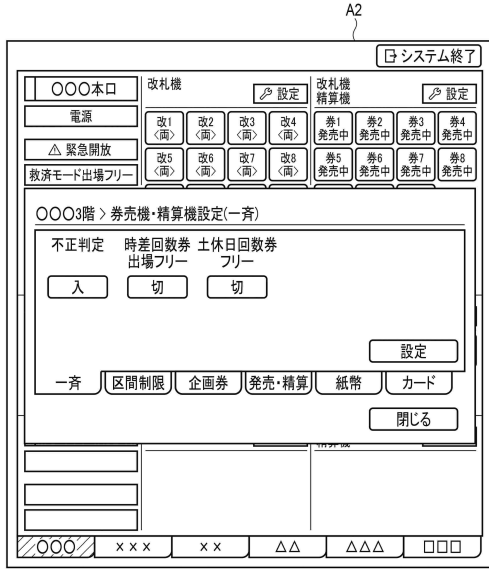 A2
システム終了
〇〇〇本口
電源
⚠ 緊急開放
救済モード出場フリー
改札機
設定
改1
〈両〉
改2
〈両〉
改3
〈両〉
改4
〈両〉
改5
〈両〉
改6
〈両〉
改7
〈両〉
改8
〈両〉
改札機
精算機
設定
券1
発売中
券2
発売中
券3
発売中
券4
発売中
券5
発売中
券6
発売中
券7
発売中
券8
発売中
〇〇〇3階 > 券売機・精算機設定(一斉)
不正判定
入
時差回数券
出場フリー
切
土休日回数券
フリー
切
設定
一斉
区間制限
企画券
発売・精算
紙幣
カード
閉じる
〇〇〇
×××
××
△△
△△△
□□□